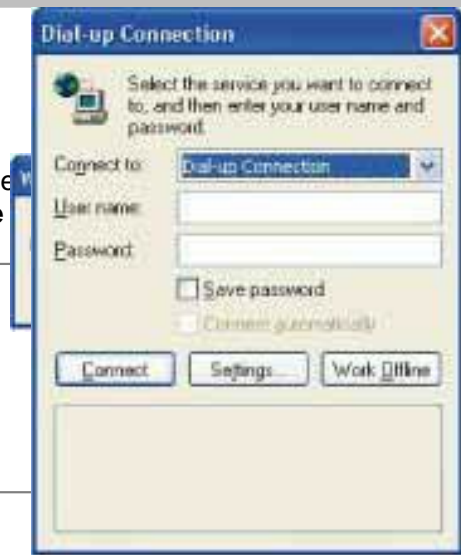 Dial-up Connection
Select the service you want to connect
to, and then enter your user name and
password.
Connect to:
Dial-up Connection
User name:
Password:
Save password
Connect automatically
Connect
Settings...
Work Offline
e
W
e